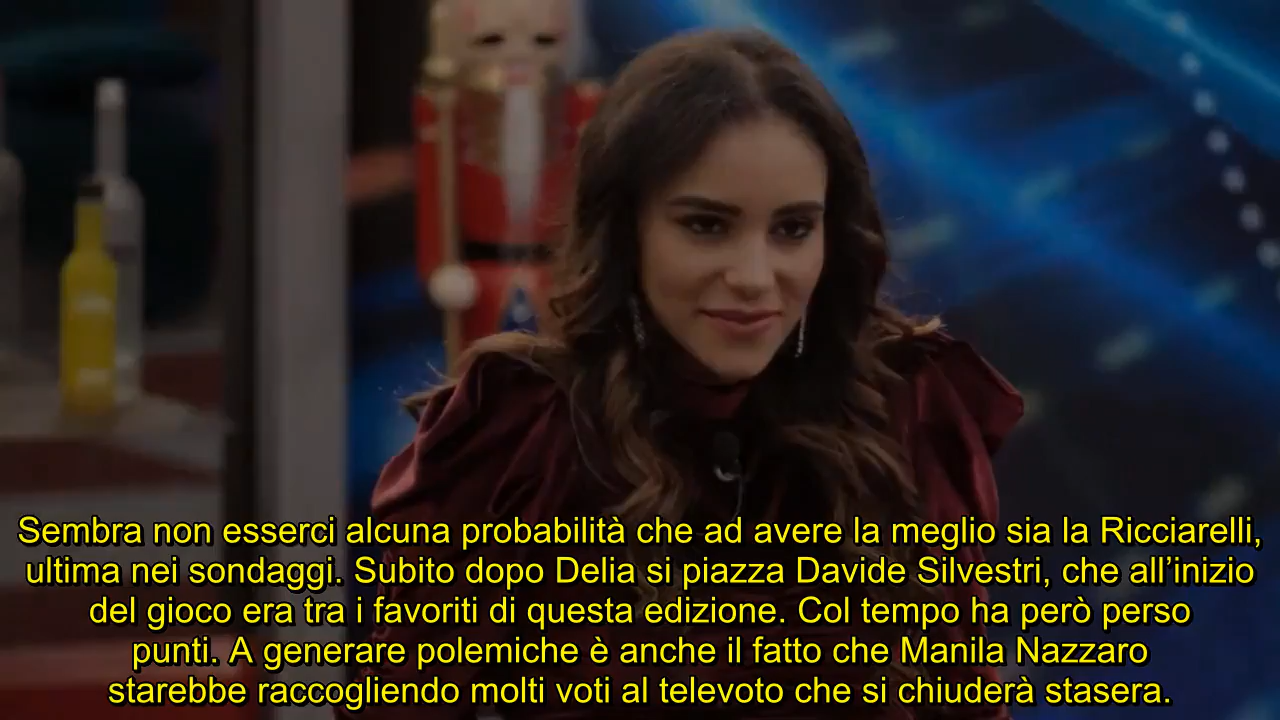 Sembra non esserci alcuna probabilità che ad avere la meglio sia la Ricciarelli,
ultima nei sondaggi. Subito dopo Delia si piazza Davide Silvestri, che all’inizio
del gioco era tra i favoriti di questa edizione. Col tempo ha però perso
punti. A generare polemiche è anche il fatto che Manila Nazzaro
starebbe raccogliendo molti voti al televoto che si chiuderà stasera.